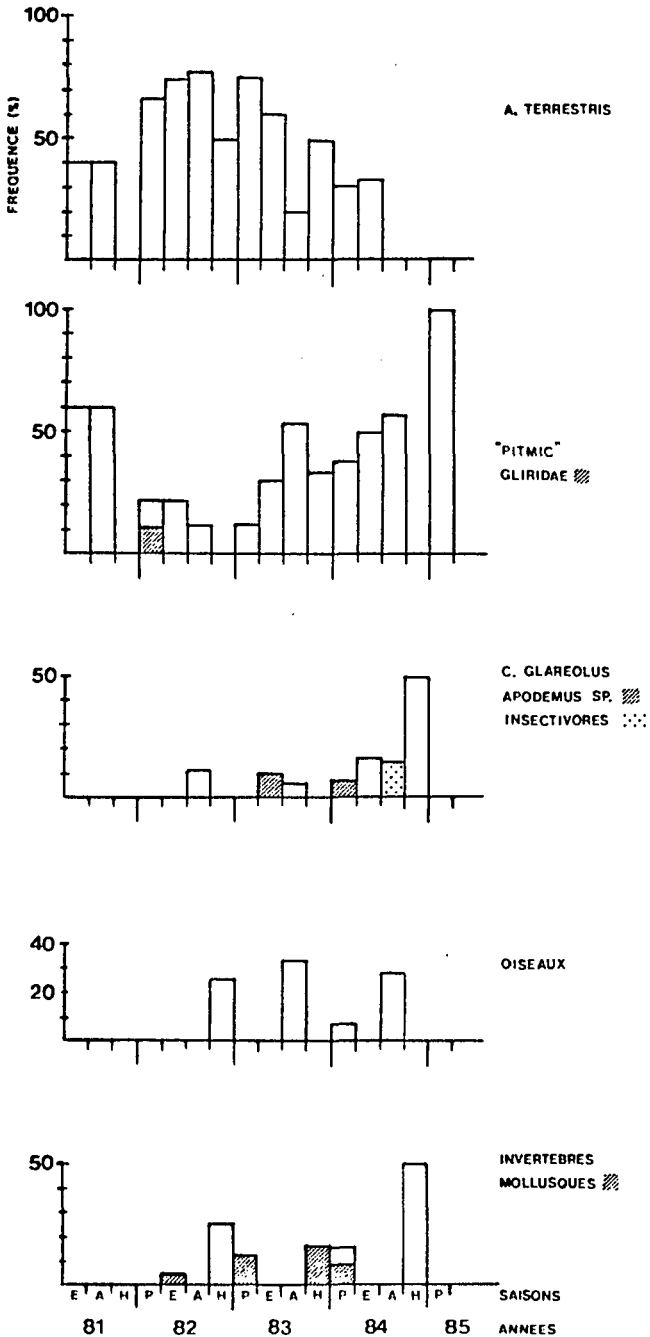 100
50
FREQUENCE (%)
A. TERRESTRIS
100
50
"PITMIC"
GLIRIDAE
50
C. GLAREOLUS
APODEMUS SP.
INSECTIVORES
40
20
OISEAUX
50
INVERTEBRES
MOLLUSQUES
E A H P E A H P E A H P E A H P SAISONS
81 82 83 84 85 ANNEES